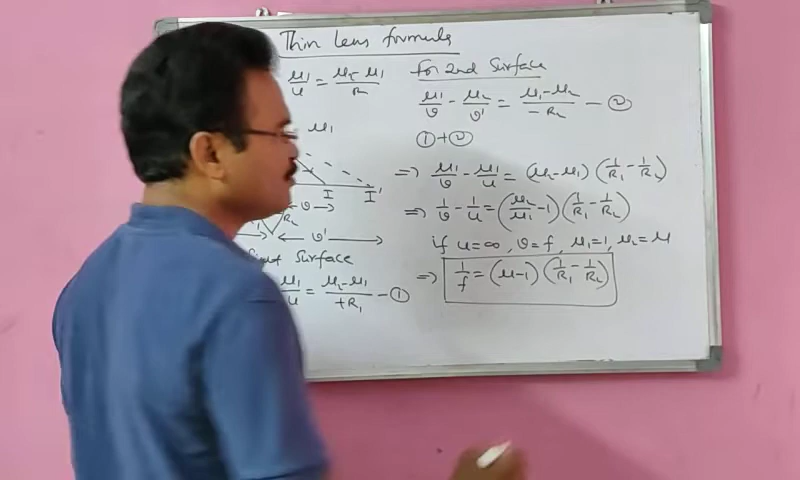 Thin lens formula
μ₁/u = μ₂-μ₁/R
μ₁
I I'
v
R₂
v'
Surface
μ₁/u = μ₂-μ₁/+R₁ - ①
For 2nd Surface
μ₁/v - μ₂/v' = μ₁-μ₂/-R₂ - ②
①+②
=> μ₁/v - μ₁/u = (μ₂-μ₁) (1/R₁ - 1/R₂)
=> 1/v - 1/u = (μ₂/μ₁ -1) (1/R₁ - 1/R₂)
if u=∞, v=f, μ₁=1, μ₂=μ
=> 1/f = (μ-1) (1/R₁ - 1/R₂)